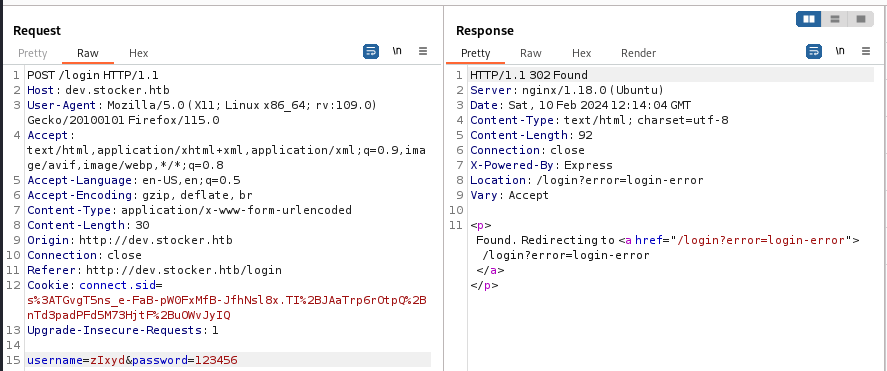 Request
Pretty Raw Hex
\n
1 POST /login HTTP/1.1
2 Host: dev.stocker.htb
3 User-Agent: Mozilla/5.0 (X11; Linux x86_64; rv:109.0)
Gecko/20100101 Firefox/115.0
4 Accept:
text/html,application/xhtml+xml,application/xml;q=0.9,ima
ge/avif,image/webp,*/*;q=0.8
5 Accept-Language: en-US,en;q=0.5
6 Accept-Encoding: gzip, deflate, br
7 Content-Type: application/x-www-form-urlencoded
8 Content-Length: 30
9 Origin: http://dev.stocker.htb
10 Connection: close
11 Referer: http://dev.stocker.htb/login
12 Cookie: connect.sid=
s%3ATGvgT5ns_e-FaB-pW0FxMfB-JfhNsl8x.TI%2BJAaTrp6rOtpQ%2B
nTd3padPFd5M73HjtF%2BuOWvJyIQ
13 Upgrade-Insecure-Requests: 1
14
15 username=zIxyd&password=123456
Response
Pretty Raw Hex Render
\n
1 HTTP/1.1 302 Found
2 Server: nginx/1.18.0 (Ubuntu)
3 Date: Sat, 10 Feb 2024 12:14:04 GMT
4 Content-Type: text/html; charset=utf-8
5 Content-Length: 92
6 Connection: close
7 X-Powered-By: Express
8 Location: /login?error=login-error
9 Vary: Accept
10
11 <p>
Found. Redirecting to <a href="/login?error=login-error">
/login?error=login-error
</a>
</p>